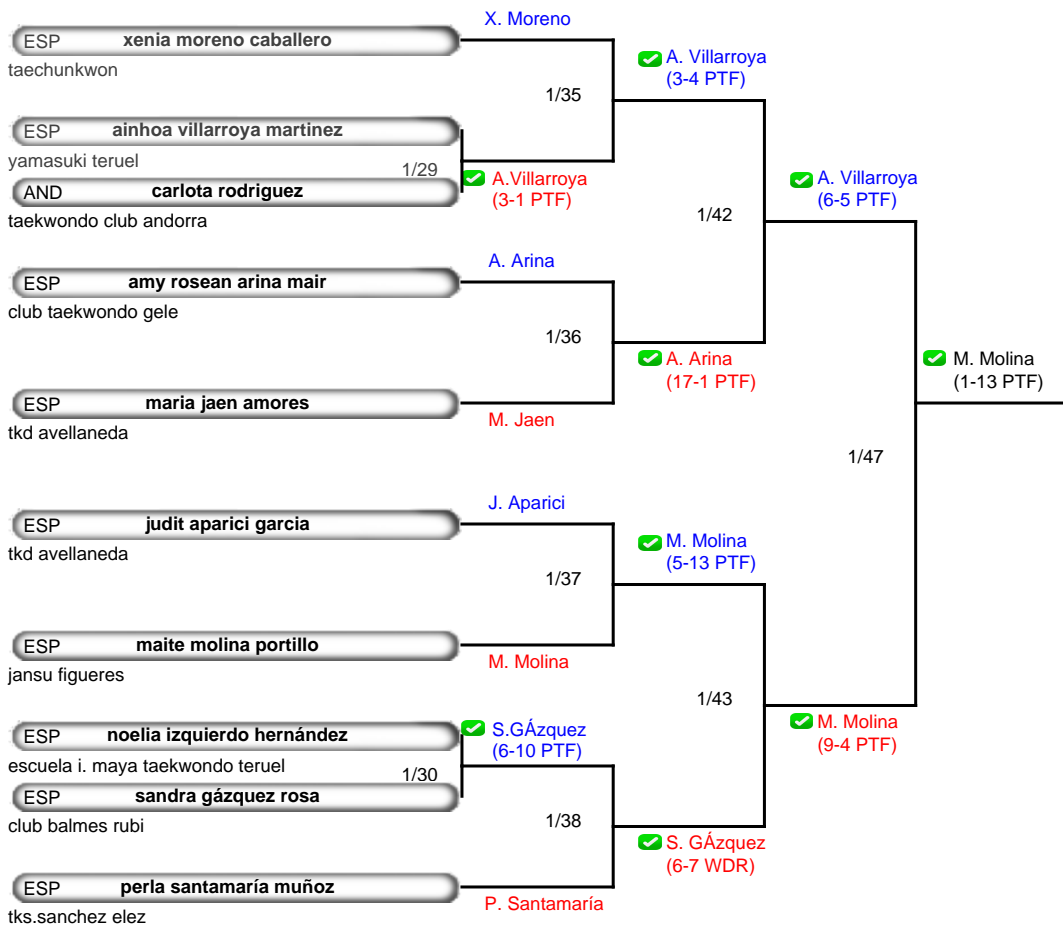 X. Moreno
ESP xenia moreno caballero
taechunkwon
A. Villarroya
(3-4 PTF)
1/35
ESP ainhoa villarroya martinez
yamasuki teruel
1/29
A.Villarroya
(3-1 PTF)
AND carlota rodriguez
taekwondo club andorra
A. Villarroya
(6-5 PTF)
1/42
A. Arina
ESP amy rosean arina mair
club taekwondo gele
1/36
A. Arina
(17-1 PTF)
M. Molina
(1-13 PTF)
ESP maria jaen amores
M. Jaen
tkd avellaneda
1/47
J. Aparici
ESP judit aparici garcia
tkd avellaneda
M. Molina
(5-13 PTF)
1/37
ESP maite molina portillo
M. Molina
jansu figueres
1/43
M. Molina
(9-4 PTF)
ESP noelia izquierdo hernández
S.GÁzquez
(6-10 PTF)
escuela i. maya taekwondo teruel
1/30
ESP sandra gázquez rosa
club balmes rubi
1/38
S. GÁzquez
(6-7 WDR)
ESP perla santamaría muñoz
P. Santamaría
tks.sanchez elez